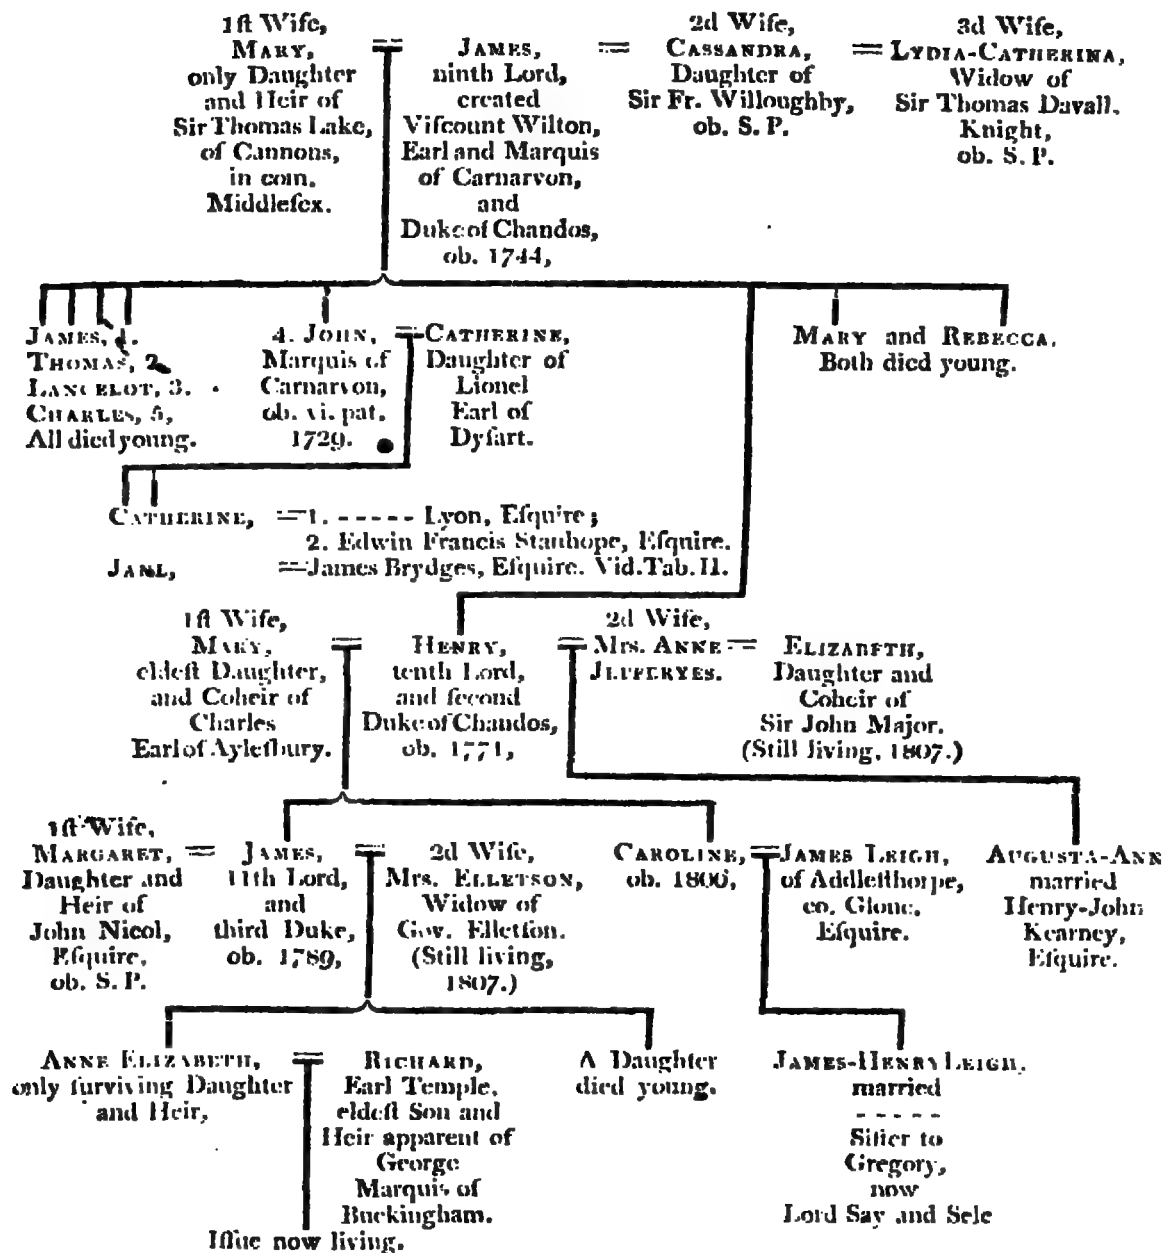 1ſt Wife,
MARY,
only Daughter
and Heir of
Sir Thomas Lake,
of Cannons,
in com.
Middleſex.
JAMES,
ninth Lord,
created
Viſcount Wilton,
Earl and Marquis
of Carnarvon,
and
Duke of Chandos,
ob. 1744,
2d Wife,
CASSANDRA,
Daughter of
Sir Fr. Willoughby,
ob. S. P.
3d Wife,
LYDIA-CATHERINA,
Widow of
Sir Thomas Davall,
Knight,
ob. S. P.
JAMES, 1.
THOMAS, 2.
LANCELOT, 3.
CHARLES, 5,
All died young.
4. JOHN,
Marquis of
Carnarvon,
ob. vi. pat.
1729.
CATHERINE,
Daughter of
Lionel
Earl of
Dyſart.
MARY and REBECCA.
Both died young.
CATHERINE, =1. ----- Lyon, Eſquire;
2. Edwin Francis Stanhope, Eſquire.
JANE, =James Brydges, Eſquire. Vid. Tab. II.
1ſt Wife,
MARY,
eldeſt Daughter,
and Coheir of
Charles
Earl of Ayleſbury.
HENRY,
tenth Lord,
and ſecond
Duke of Chandos,
ob. 1771,
2d Wife,
Mrs. ANNE
JEFFERYES.
ELIZABETH,
Daughter and
Coheir of
Sir John Major.
(Still living, 1807.)
1ſt Wife,
MARGARET,
Daughter and
Heir of
John Nicol,
Eſquire,
ob. S. P.
JAMES,
11th Lord,
and
third Duke,
ob. 1789,
2d Wife,
Mrs. ELLETSON,
Widow of
Gov. Elletſon.
(Still living,
1807.)
CAROLINE,
ob. 1806,
JAMES LEIGH,
of Addleſthorpe,
co. Glouc.
Eſquire.
AUGUSTA-ANN
married
Henry-John
Kearney,
Eſquire.
ANNE ELIZABETH,
only ſurviving Daughter
and Heir,
RICHARD,
Earl Temple,
eldeſt Son and
Heir apparent of
George
Marquis of
Buckingham.
A Daughter
died young.
JAMES-HENRY LEIGH,
married
-----
Siſter to
Gregory,
now
Lord Say and Sele
Iſſue now living.